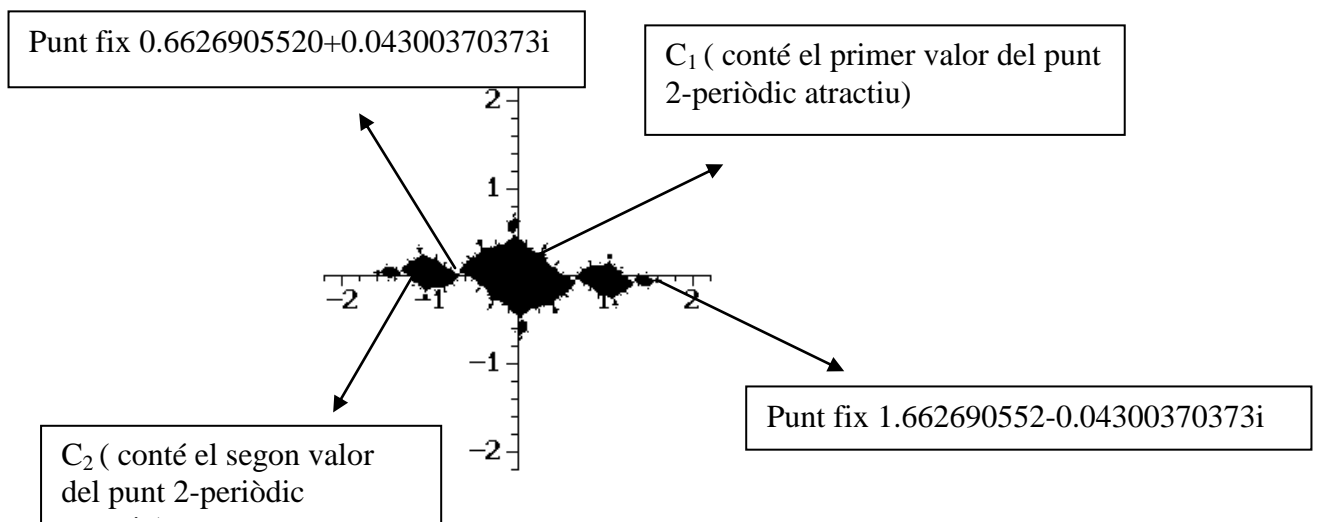 Punt fix 0.6626905520+0.04300370373i
C₁ ( conté el primer valor del punt
2-periòdic atractiu)
2
1
−2
−1
1
2
−1
−2
Punt fix 1.662690552-0.04300370373i
C₂ ( conté el segon valor
del punt 2-periòdic